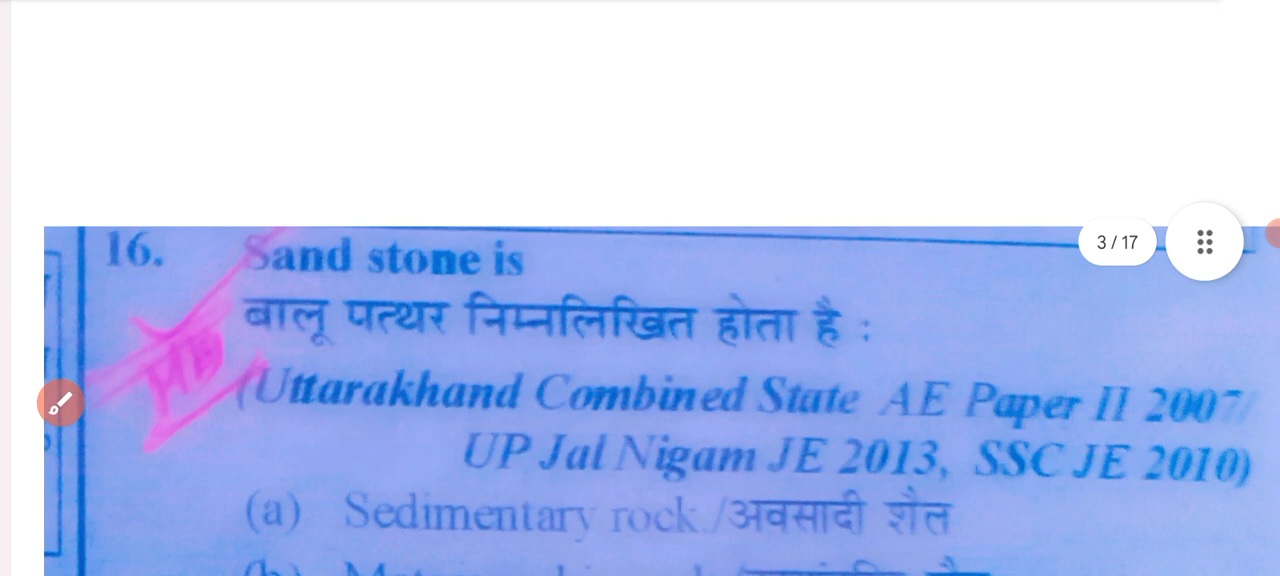 3 / 17
16. Sand stone is
बालू पत्थर निम्नलिखित होता है :
(Uttarakhand Combined State AE Paper II 2007/
UP Jal Nigam JE 2013, SSC JE 2010)
(a) Sedimentary rock /अवसादी शैल